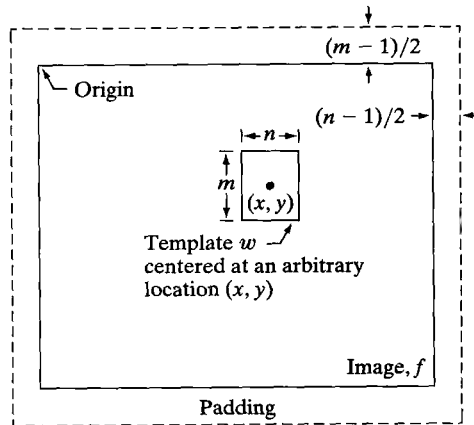 (m − 1)/2
Origin
(n − 1)/2
n
m
(x, y)
Template w
centered at an arbitrary
location (x, y)
Image, f
Padding